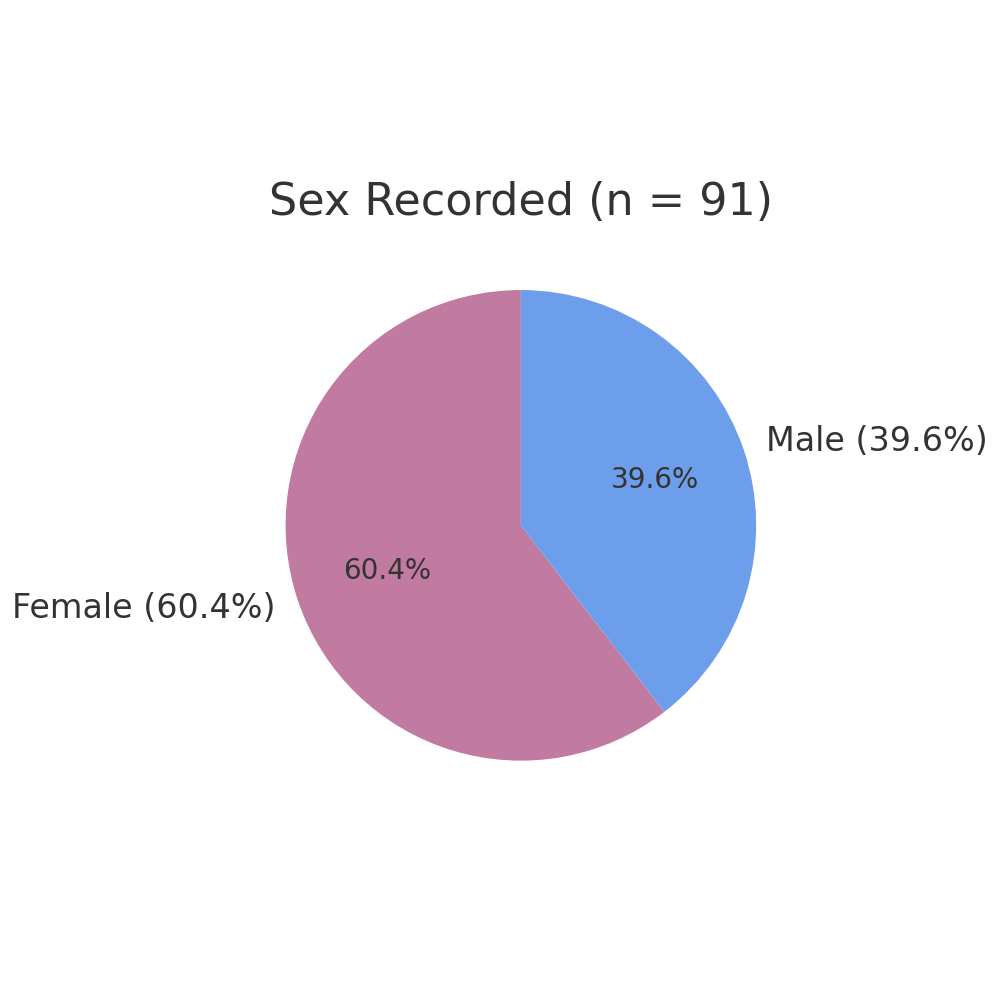 Sex Recorded (n = 91)
Male (39.6%)
39.6%
60.4%
Female (60.4%)